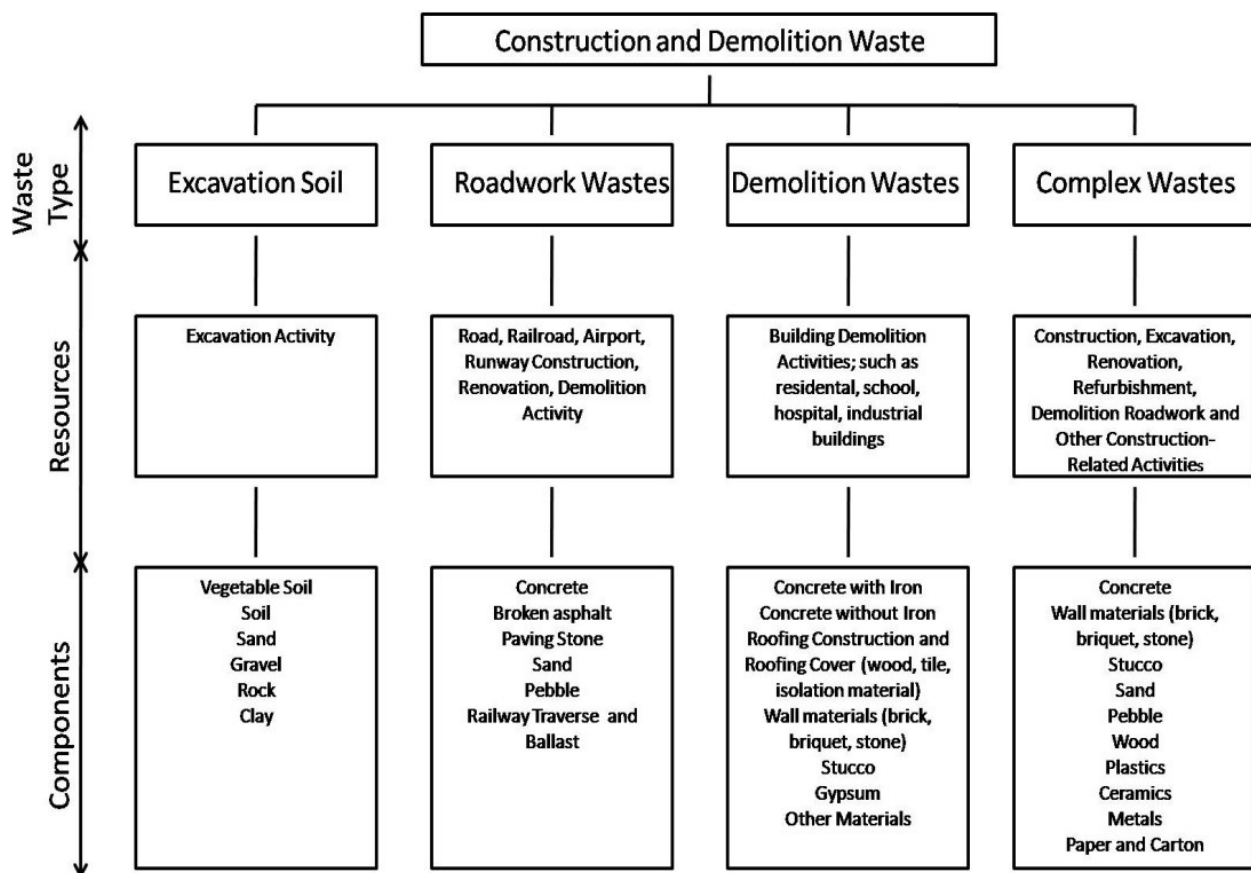 Construction and Demolition Waste
Waste
Type
Excavation Soil
Roadwork Wastes
Demolition Wastes
Complex Wastes
Resources
Excavation Activity
Road, Railroad, Airport,
Runway Construction,
Renovation, Demolition
Activity
Building Demolition
Activities; such as
residental, school,
hospital, industrial
buildings
Construction, Excavation,
Renovation,
Refurbishment,
Demolition Roadwork and
Other Construction-
Related Activities
Components
Vegetable Soil
Soil
Sand
Gravel
Rock
Clay
Concrete
Broken asphalt
Paving Stone
Sand
Pebble
Railway Traverse and
Ballast
Concrete with Iron
Concrete without Iron
Roofing Construction and
Roofing Cover (wood, tile,
isolation material)
Wall materials (brick,
briquet, stone)
Stucco
Gypsum
Other Materials
Concrete
Wall materials (brick,
briquet, stone)
Stucco
Sand
Pebble
Wood
Plastics
Ceramics
Metals
Paper and Carton